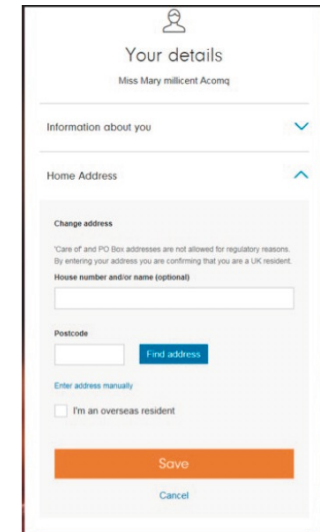 Your details
Miss Mary millicent Acomq
Information about you
Home Address
Change address
'Care of' and PO Box addresses are not allowed for regulatory reasons.
By entering your address you are confirming that you are a UK resident.
House number and/or name (optional)
Postcode
Find address
Enter address manually
I'm an overseas resident
Save
Cancel